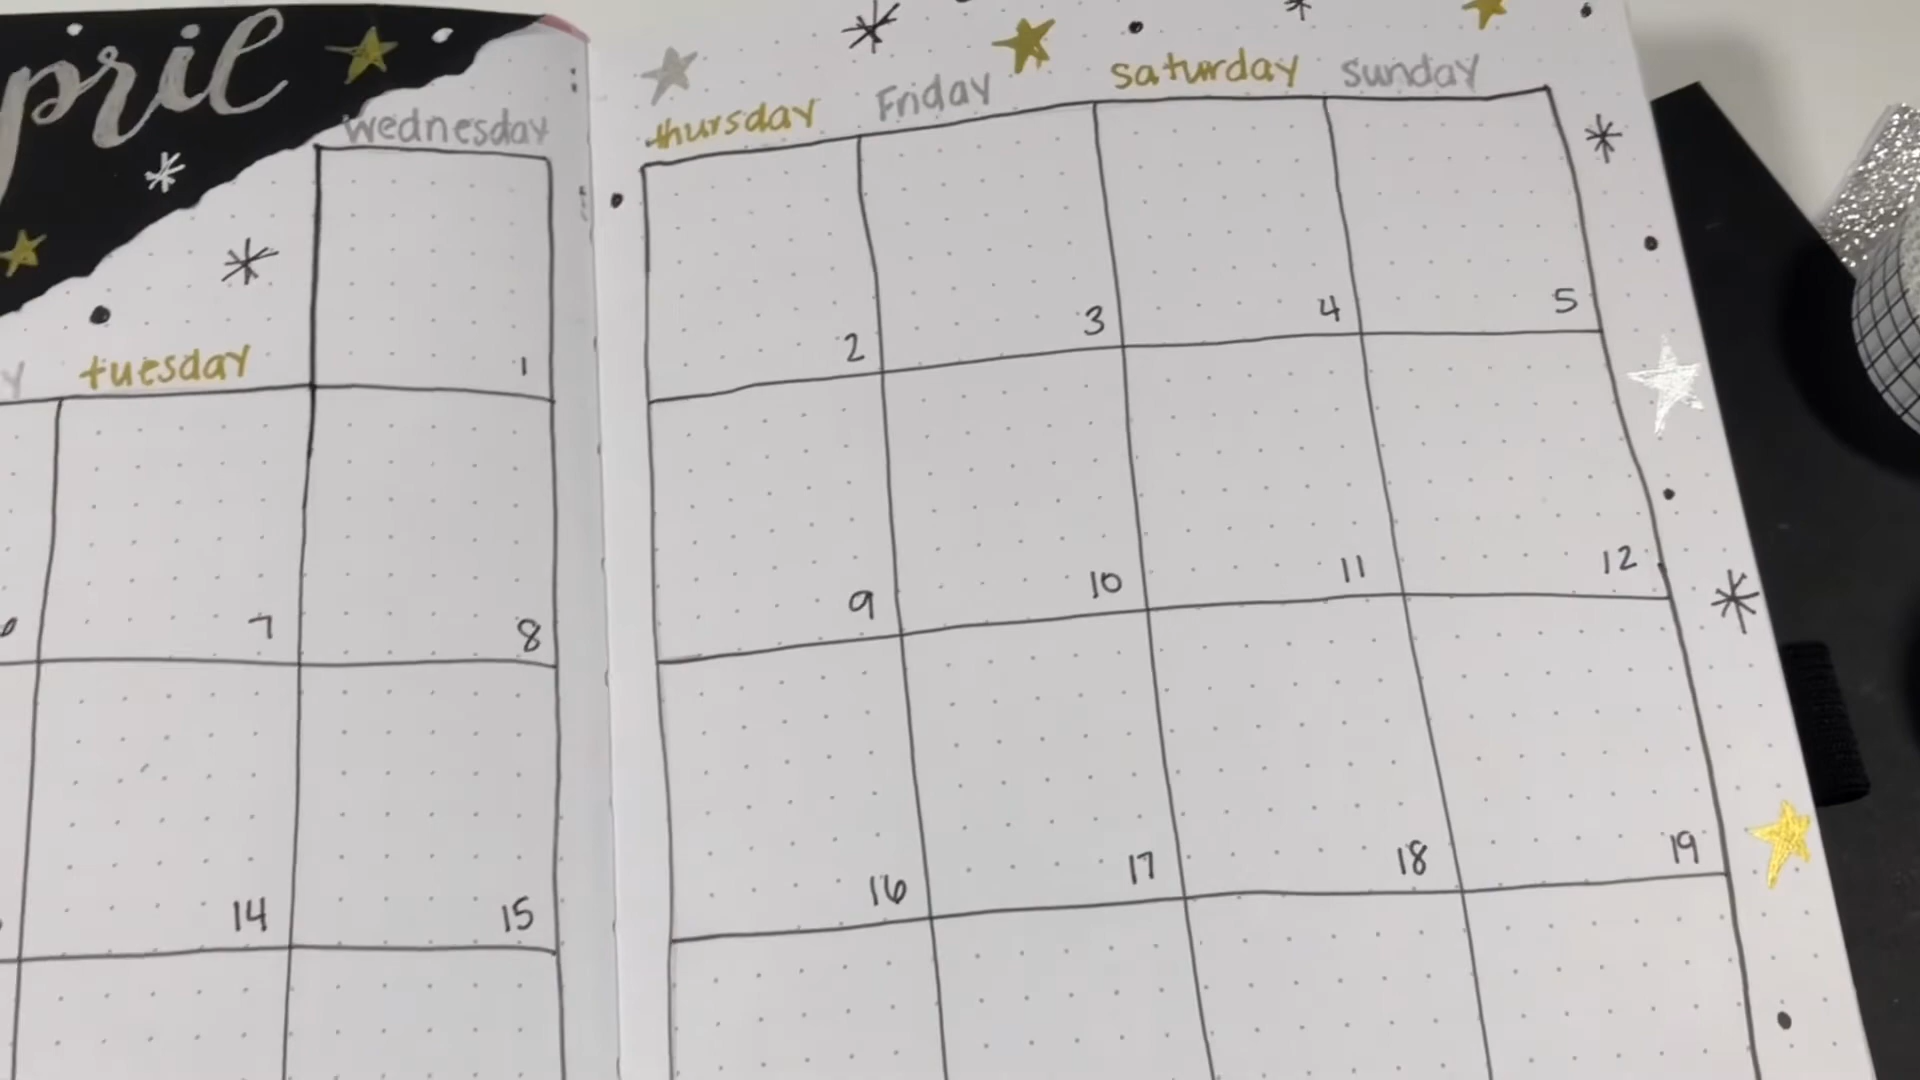 pril
wednesday
thursday Friday saturday sunday
1
2 3 4 5
y tuesday
7 8
9 10 11 12
14 15
16 17 18 19